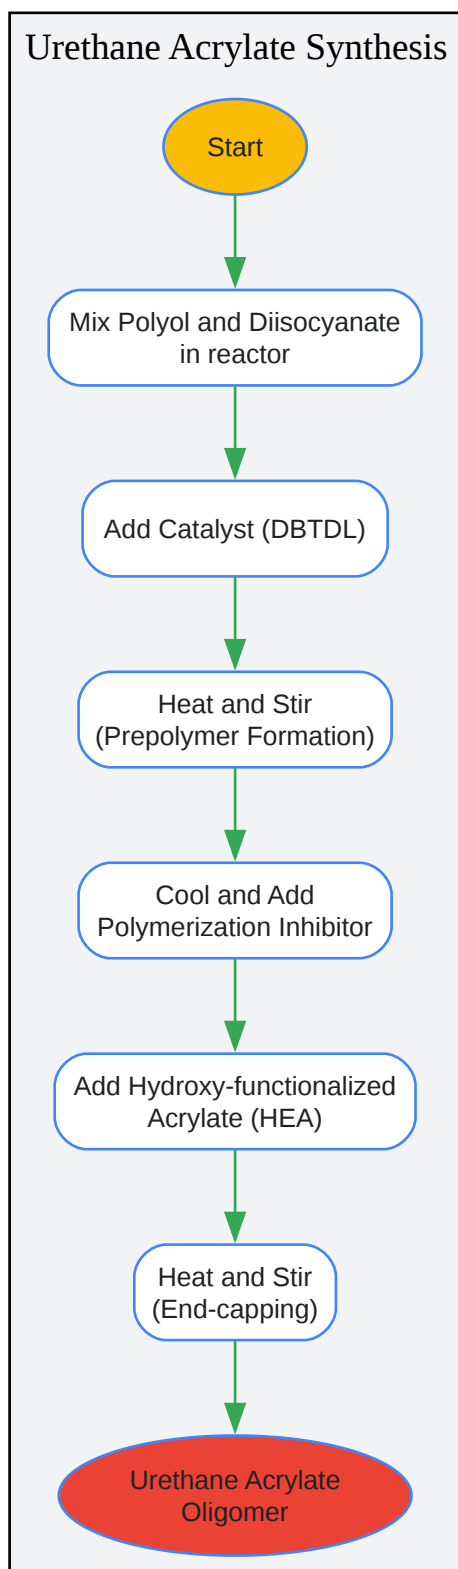 Urethane Acrylate Synthesis
Start
Mix Polyol and Diisocyanate
in reactor
Add Catalyst (DBTDL)
Heat and Stir
(Prepolymer Formation)
Cool and Add
Polymerization Inhibitor
Add Hydroxy-functionalized
Acrylate (HEA)
Heat and Stir
(End-capping)
Urethane Acrylate
Oligomer